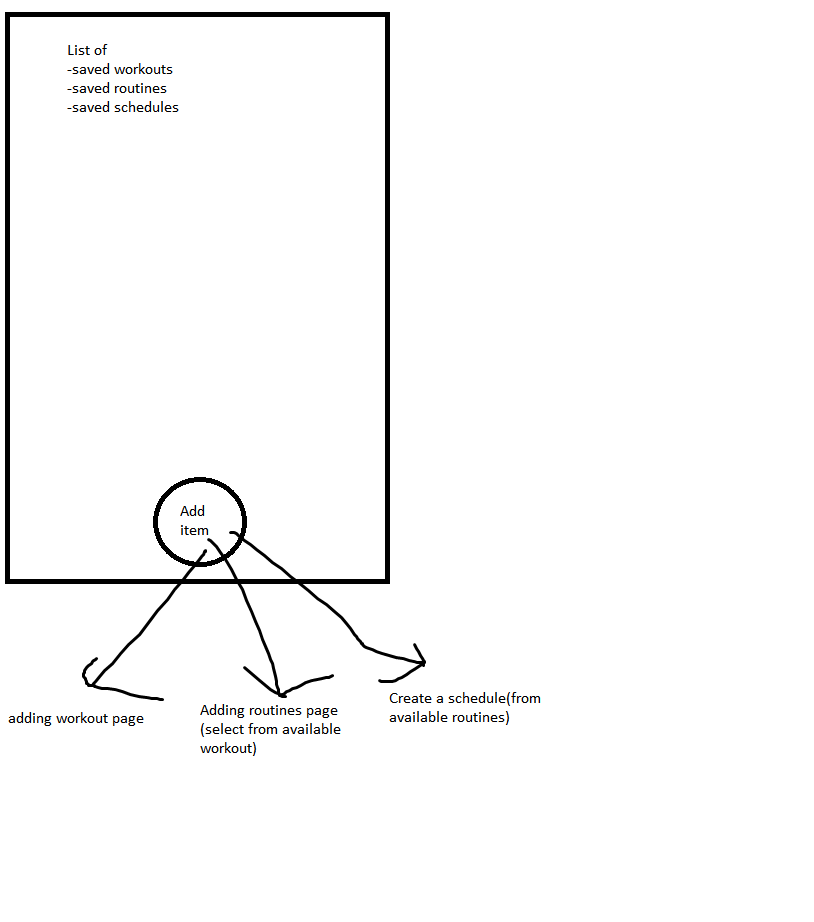 List of
-saved workouts
-saved routines
-saved schedules
Add
item
adding workout page
Adding routines page
(select from available
workout)
Create a schedule(from
available routines)